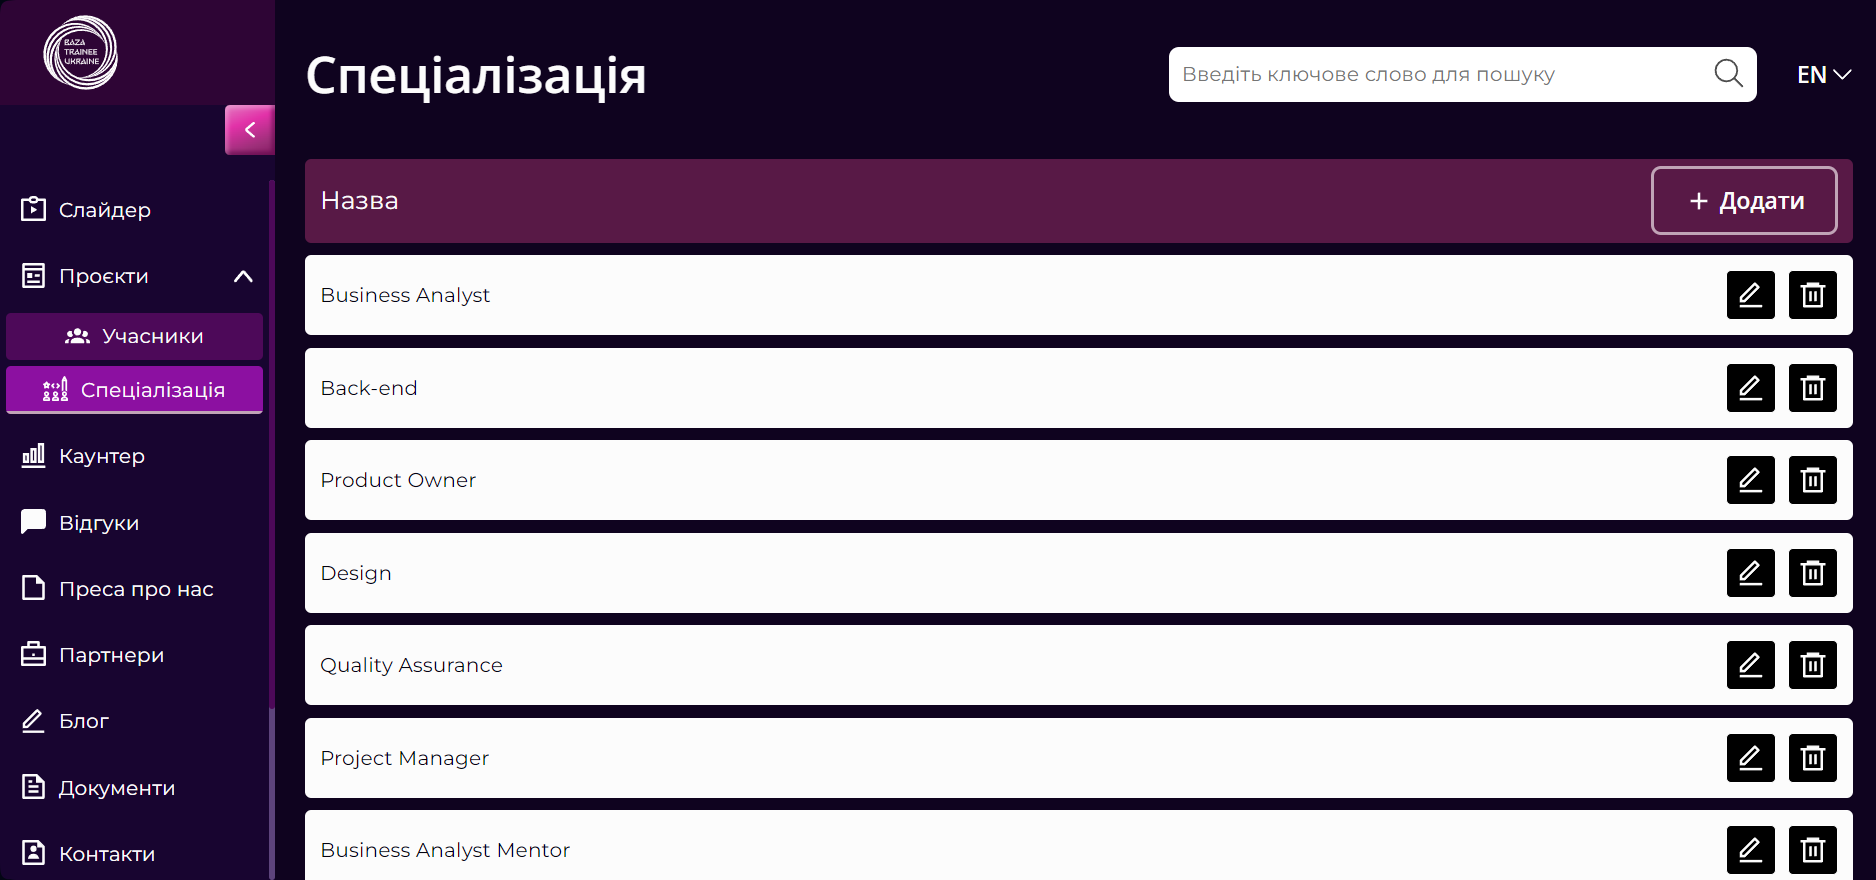 BAZA
TRAINEE
UKRAINE
Спеціалізація
Введіть ключове слово для пошуку
EN
Слайдер
Проєкти
Учасники
Спеціалізація
Каунтер
Відгуки
Преса про нас
Партнери
Блог
Документи
Контакти
Назва
+ Додати
Business Analyst
Back-end
Product Owner
Design
Quality Assurance
Project Manager
Business Analyst Mentor